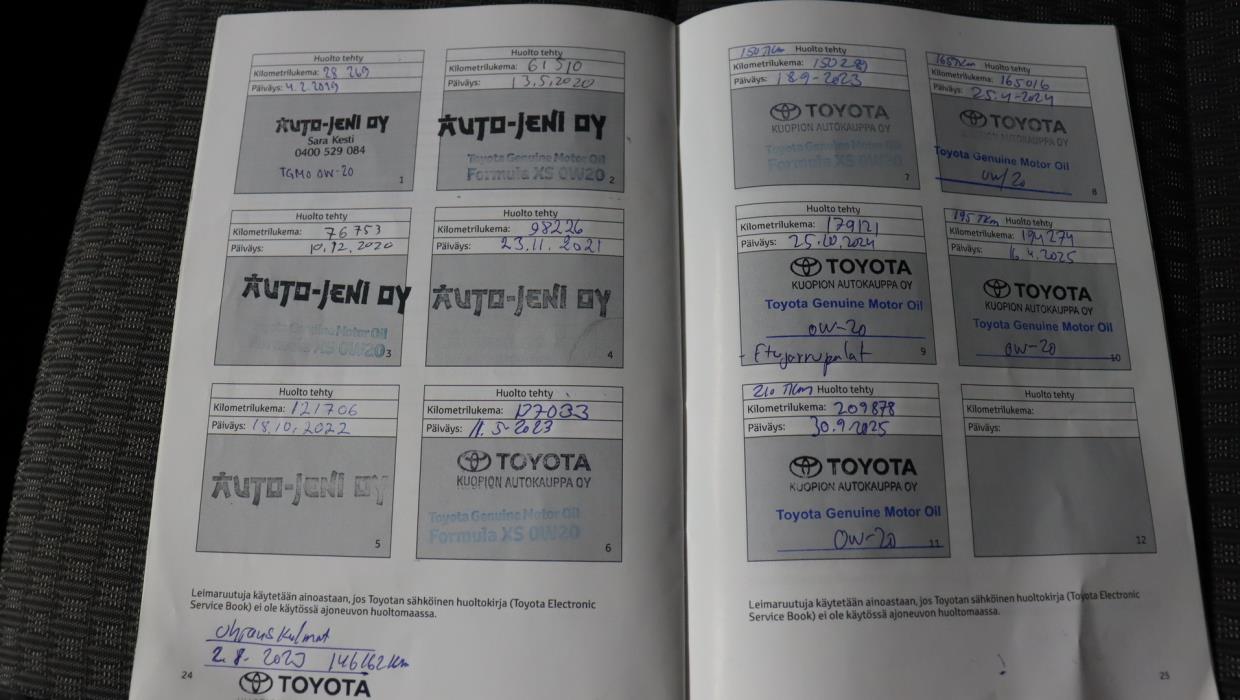 Huolto tehty
Kilometrilukema: 28 269
Päiväys: 4.2.2019
AUTO-JENI OY
Sara Kesti
0400 529 084
TGMO 0W-20
1
Huolto tehty
Kilometrilukema: 61510
Päiväys: 13.5.2020
AUTO-JENI OY
Toyota Genuine Motor Oil
Formula XS 0W20
2
Huolto tehty
Kilometrilukema: 76753
Päiväys: 10.12.2020
AUTO-JENI OY
Toyota Genuine Motor Oil
Formula XS 0W20
3
Huolto tehty
Kilometrilukema: 98226
Päiväys: 23.11.2021
AUTO-JENI OY
4
Huolto tehty
Kilometrilukema: 121706
Päiväys: 18.10.2022
AUTO-JENI OY
5
Huolto tehty
Kilometrilukema: 137033
Päiväys: 11.5-2023
TOYOTA
KUOPION AUTOKAUPPA OY
Toyota Genuine Motor Oil
Formula XS 0W20
6
Leimaruutuja käytetään ainoastaan, jos Toyotan sähköinen huoltokirja (Toyota Electronic
Service Book) ei ole käytössä ajoneuvon huoltomaassa.
ohjauskulmat
2.8.2023 146162km
24
TOYOTA
150 Tkm Huolto tehty
Kilometrilukema: 150289
Päiväys: 18.9-2023
TOYOTA
KUOPION AUTOKAUPPA OY
Toyota Genuine Motor Oil
Formula XS 0W20
7
165Tkm Huolto tehty
Kilometrilukema: 165016
Päiväys: 25.4-2024
TOYOTA
KUOPION AUTOKAUPPA OY
Toyota Genuine Motor Oil
0W/20
8
Huolto tehty
Kilometrilukema: 179121
Päiväys: 25.10.2024
TOYOTA
KUOPION AUTOKAUPPA OY
Toyota Genuine Motor Oil
0W-20
- Etujarrupalat
9
195 Tkm Huolto tehty
Kilometrilukema: 194274
Päiväys: 16.4.2025
TOYOTA
KUOPION AUTOKAUPPA OY
Toyota Genuine Motor Oil
0W-20
10
210 Tkm Huolto tehty
Kilometrilukema: 209878
Päiväys: 30.9.2025
TOYOTA
KUOPION AUTOKAUPPA OY
Toyota Genuine Motor Oil
0W-20
11
Huolto tehty
Kilometrilukema:
Päiväys:
12
Leimaruutuja käytetään ainoastaan, jos Toyotan sähköinen huoltokirja (Toyota Electronic
Service Book) ei ole käytössä ajoneuvon huoltomaassa.
25